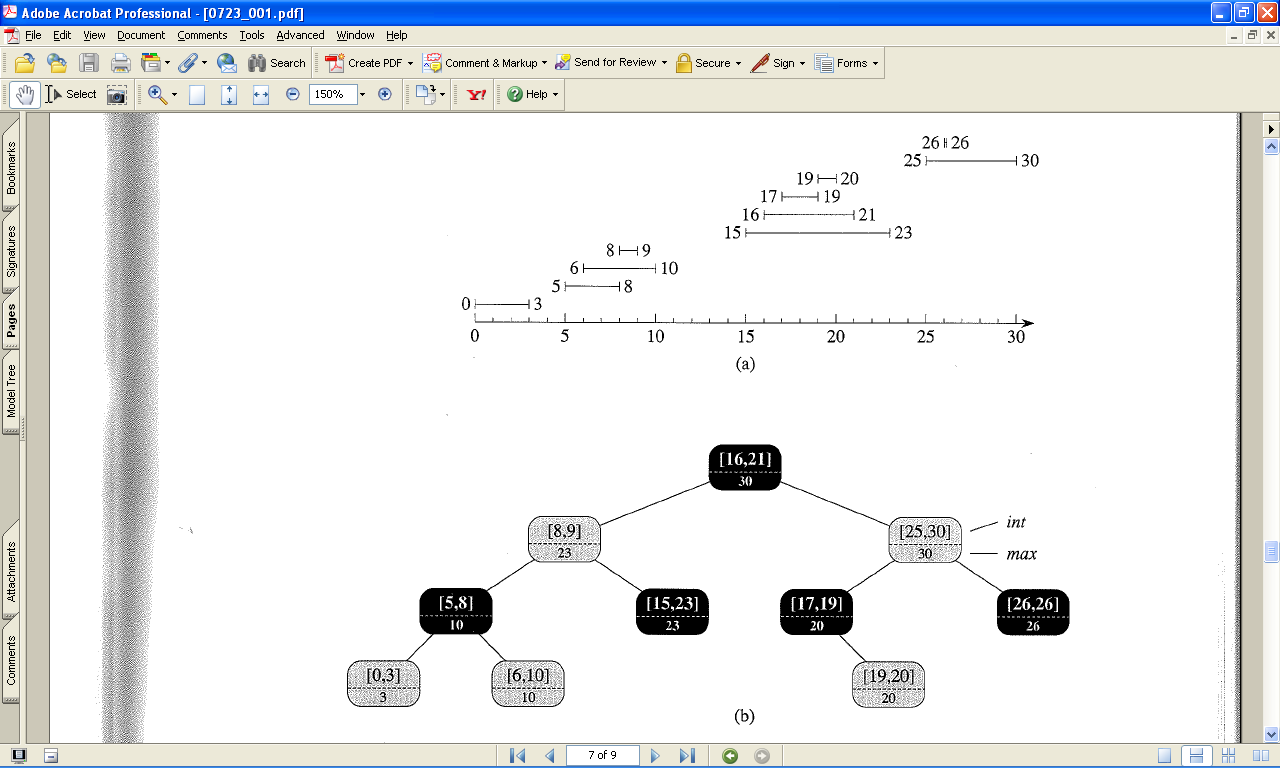 Adobe Acrobat Professional - [0723_001.pdf]
File Edit View Document Comments Tools Advanced Window Help
Search Create PDF Comment & Markup Send for Review Secure Sign Forms
Select 150% Y! Help
Bookmarks
Signatures
Pages
Model Tree
Attachments
Comments
26 26
25 30
19 20
17 19
16 21
15 23
8 9
6 10
5 8
0 3
0 5 10 15 20 25 30
(a)
[16,21]
30
[8,9]
23
[25,30]
30
int
max
[5,8]
10
[15,23]
23
[17,19]
20
[26,26]
26
[0,3]
3
[6,10]
10
[19,20]
20
(b)
7 of 9